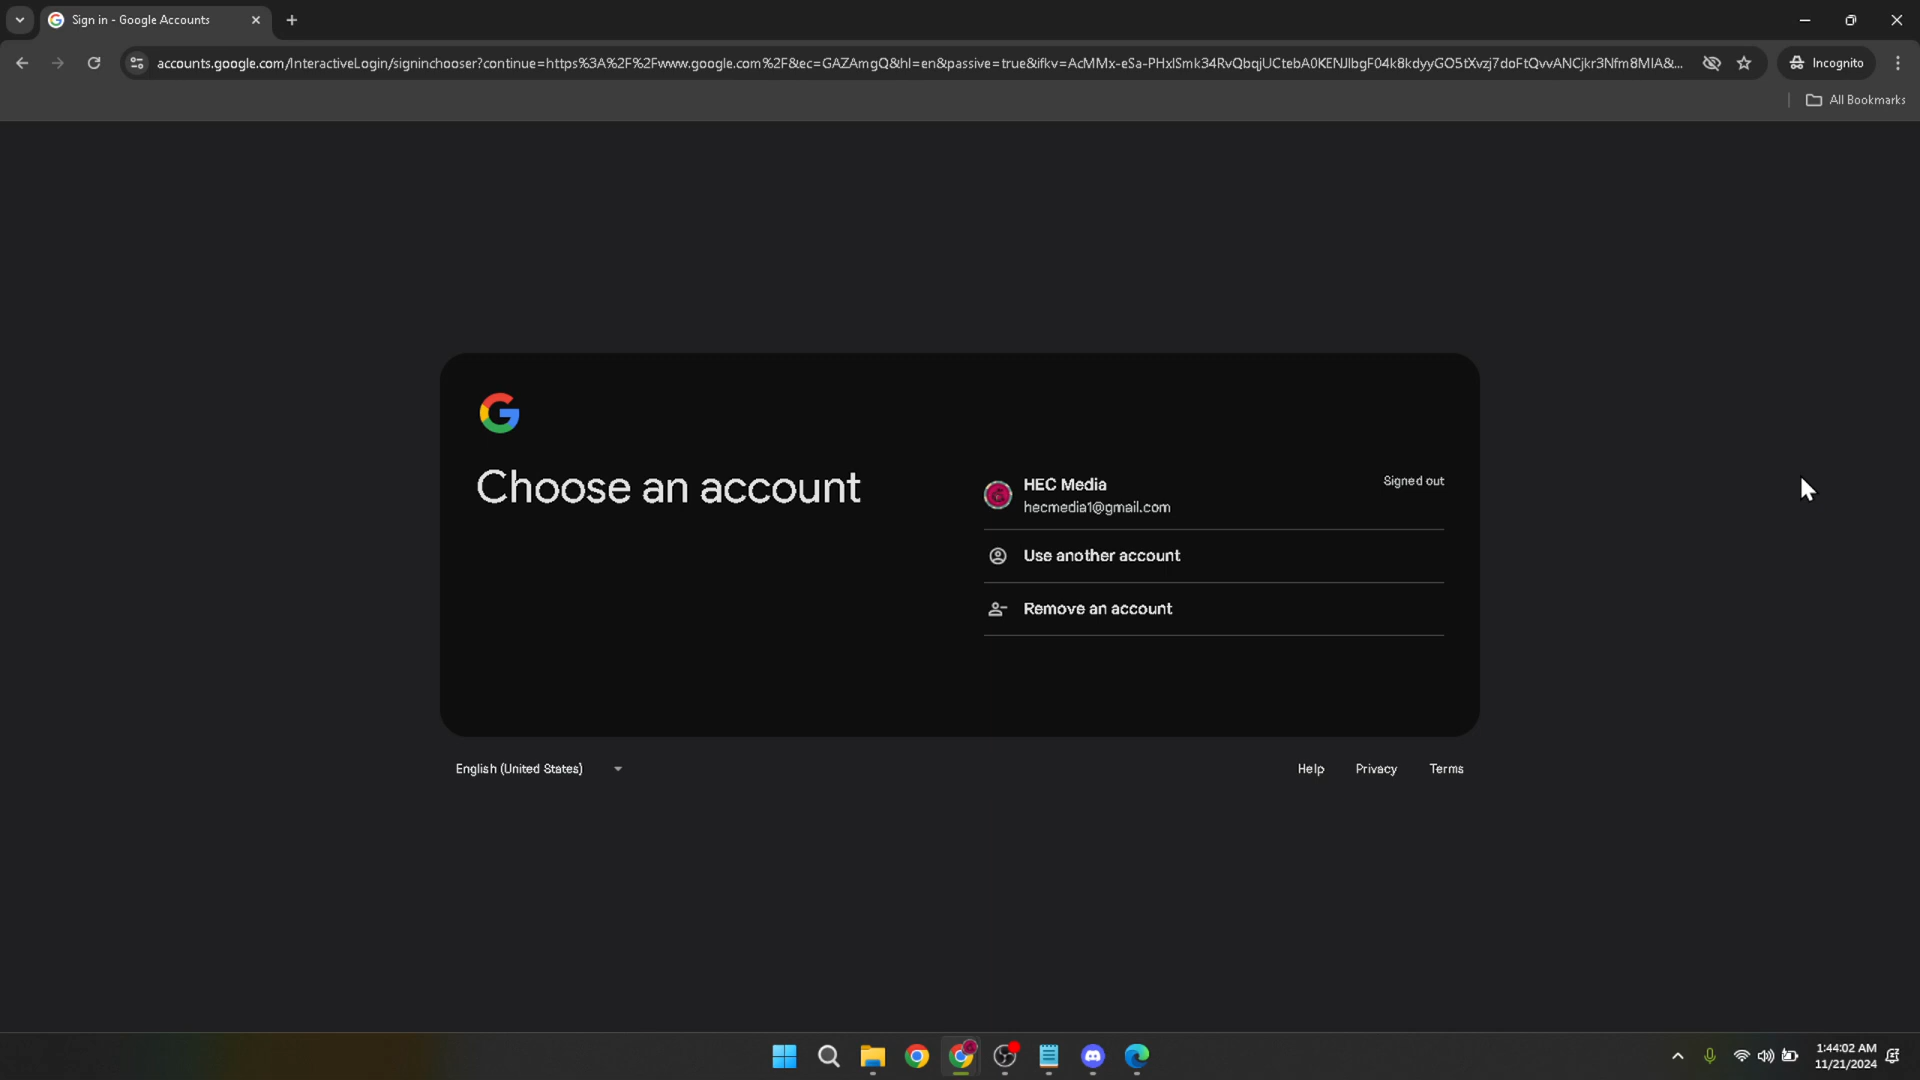 Sign in - Google Accounts
accounts.google.com/InteractiveLogin/signinchooser?continue=https%3A%2F%2Fwww.google.com%2F&ec=GAZAmgQ&hl=en&passive=true&ifkv=AcMMx-eSa-PHxISmk34RvQbqjUCtebA0KENJlbgF04k8kdyyGO5tXvzj7doFtQvvANCjkr3Nfm8MIA&...
Incognito
All Bookmarks
Choose an account
HEC Media
Signed out
hecmedia1@gmail.com
Use another account
Remove an account
English (United States)
Help
Privacy
Terms
1:44:02 AM
11/21/2024